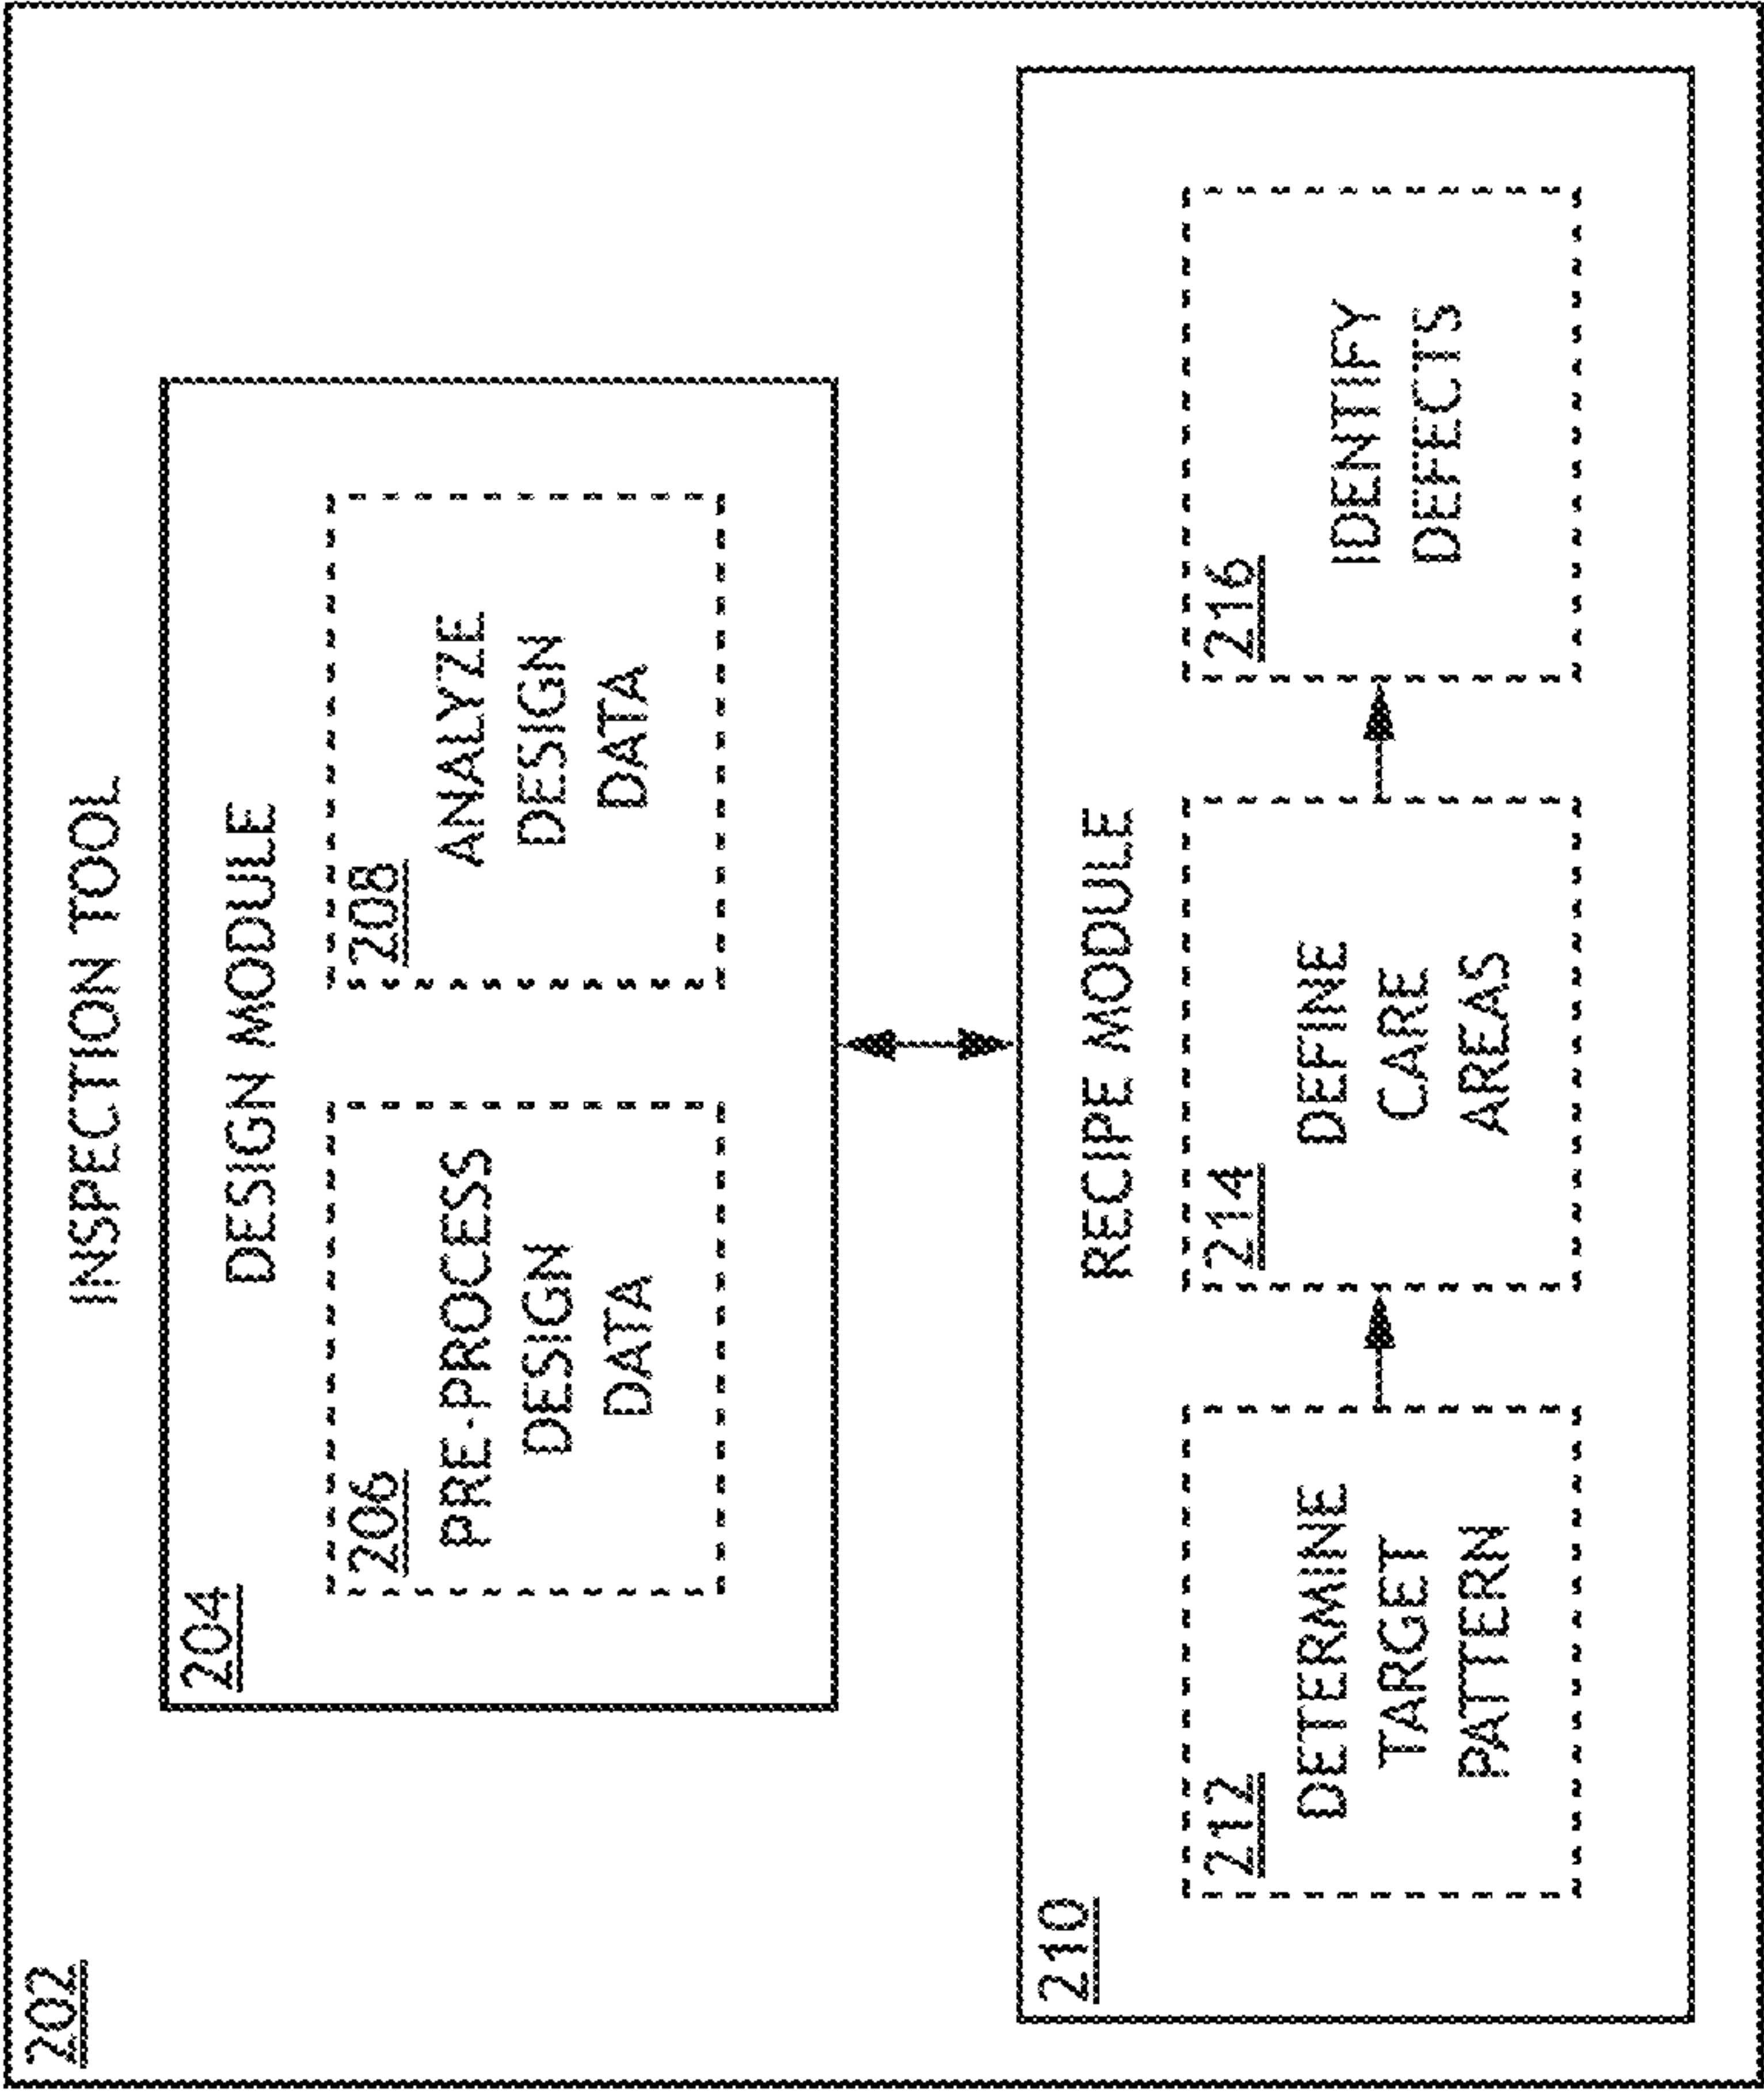 202
INSPECTION TOOL
204
DESIGN MODULE
206
PRE-PROCESS
DESIGN
DATA
208
ANALYZE
DESIGN
DATA
210
RECIPE MODULE
212
DETERMINE
TARGET
PATTERN
214
DEFINE
CARE
AREAS
216
IDENTIFY
DEFECTS